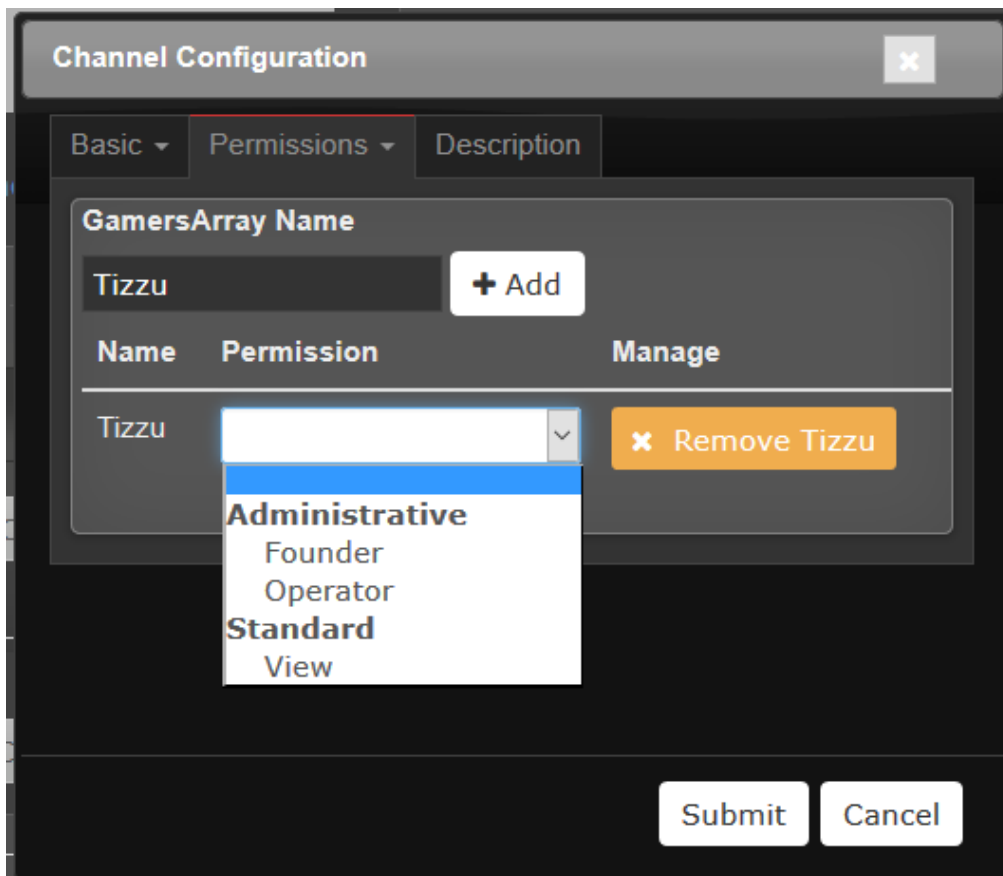 Channel Configuration
Basic Permissions Description
GamersArray Name
Tizzu Add
Name Permission Manage
Tizzu Remove Tizzu
Administrative
Founder
Operator
Standard
View
Submit Cancel